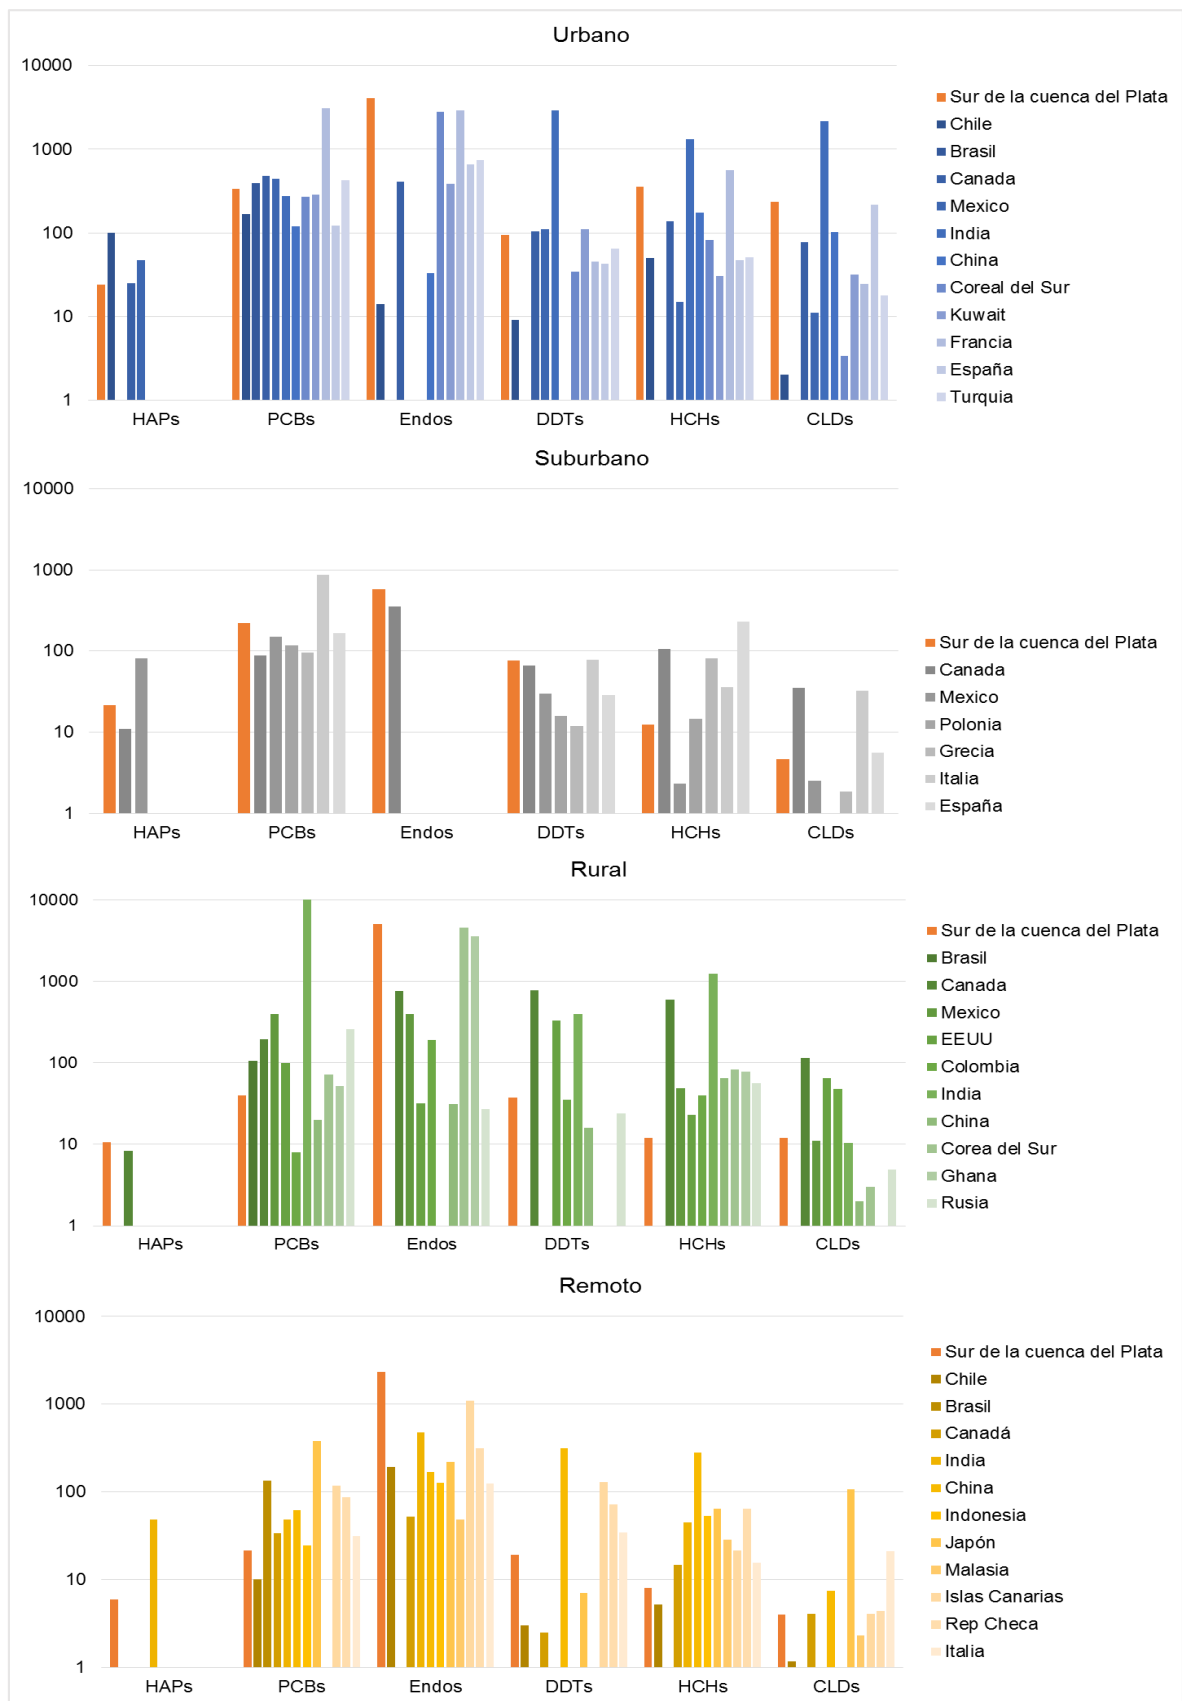 Urbano
10000
1000
100
10
1
HAPs PCBs Endos DDTs HCHs CLDs
Sur de la cuenca del Plata
Chile
Brasil
Canada
Mexico
India
China
Coreal del Sur
Kuwait
Francia
España
Turquia
Suburbano
10000
1000
100
10
1
HAPs PCBs Endos DDTs HCHs CLDs
Sur de la cuenca del Plata
Canada
Mexico
Polonia
Grecia
Italia
España
Rural
10000
1000
100
10
1
HAPs PCBs Endos DDTs HCHs CLDs
Sur de la cuenca del Plata
Brasil
Canada
Mexico
EEUU
Colombia
India
China
Corea del Sur
Ghana
Rusia
Remoto
10000
1000
100
10
1
HAPs PCBs Endos DDTs HCHs CLDs
Sur de la cuenca del Plata
Chile
Brasil
Canadá
India
China
Indonesia
Japón
Malasia
Islas Canarias
Rep Checa
Italia